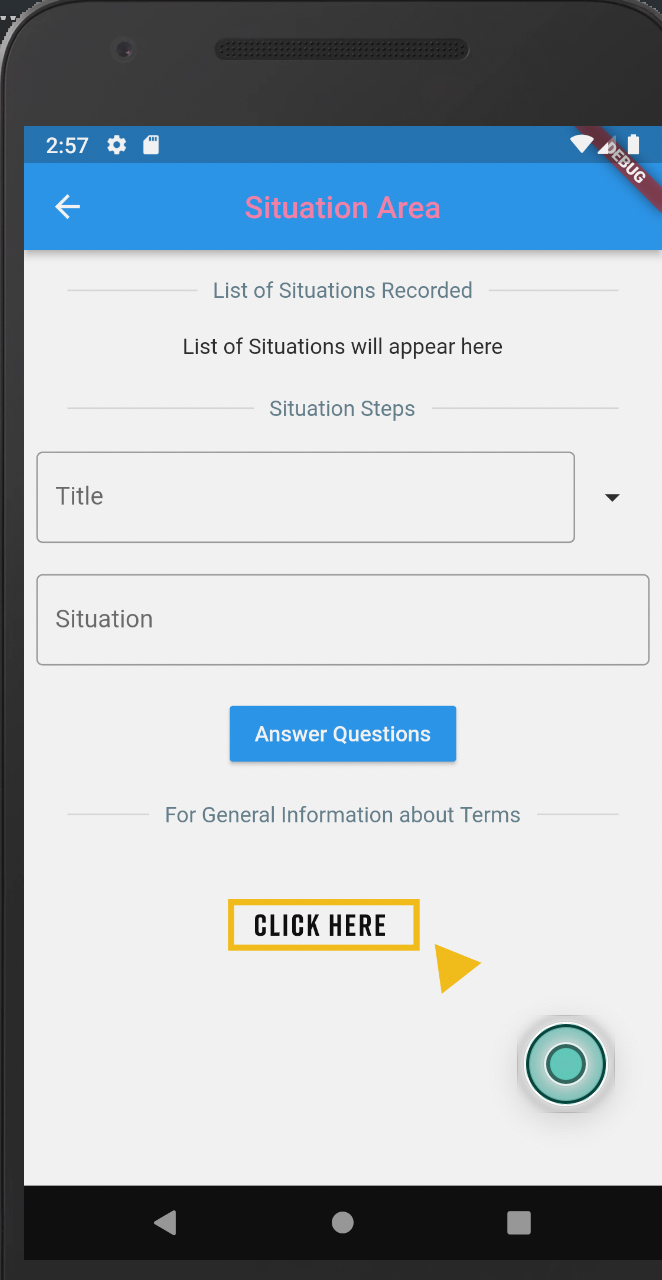 2:57
DEBUG
Situation Area
List of Situations Recorded
List of Situations will appear here
Situation Steps
Title
Situation
Answer Questions
For General Information about Terms
CLICK HERE